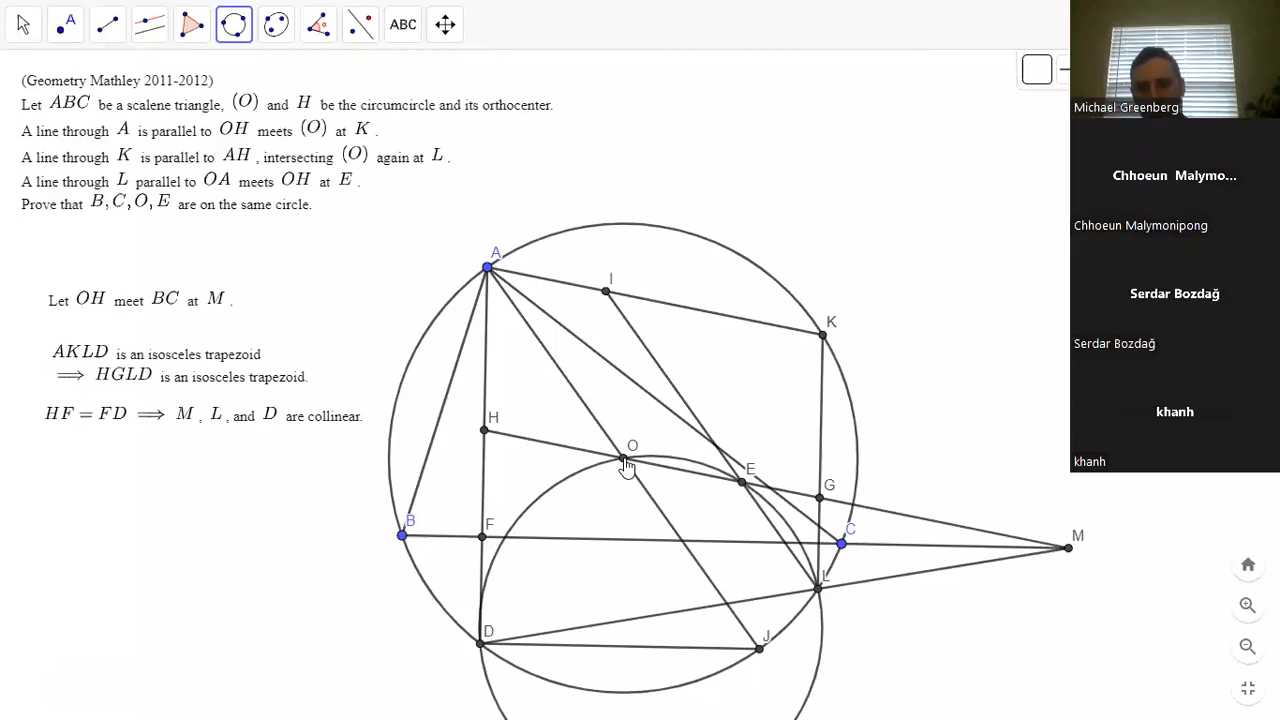 ABC
(Geometry Mathley 2011-2012)
Let ABC be a scalene triangle, (O) and H be the circumcircle and its orthocenter.
A line through A is parallel to OH meets (O) at K .
A line through K is parallel to AH , intersecting (O) again at L .
A line through L parallel to OA meets OH at E .
Prove that B, C, O, E are on the same circle.
Let OH meet BC at M .
AKLD is an isosceles trapezoid
⟹ HGLD is an isosceles trapezoid.
HF = FD ⟹ M , L , and D are collinear.
A
I
K
H
O
E
G
B
F
C
M
L
D
J
A
Michael Greenberg
Chhoeun Malymo...
Chhoeun Malymonipong
Serdar Bozdağ
Serdar Bozdağ
khanh
khanh